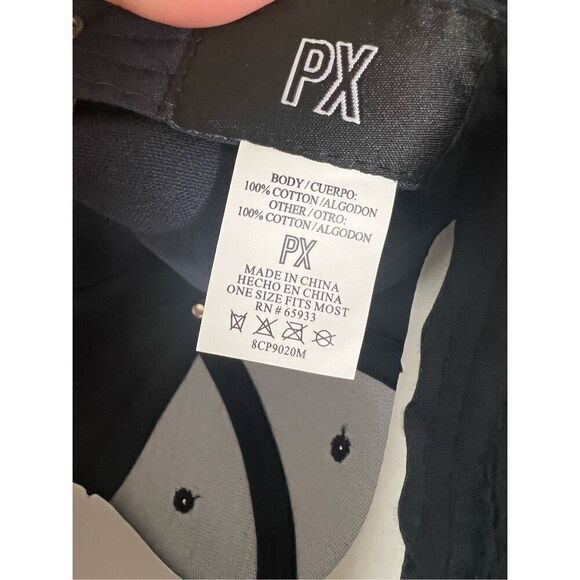 PX
BODY / CUERPO:
100% COTTON / ALGODON
OTHER / OTRO:
100% COTTON / ALGODON
PX
MADE IN CHINA
HECHO EN CHINA
ONE SIZE FITS MOST
RN # 65933
8CP9020M